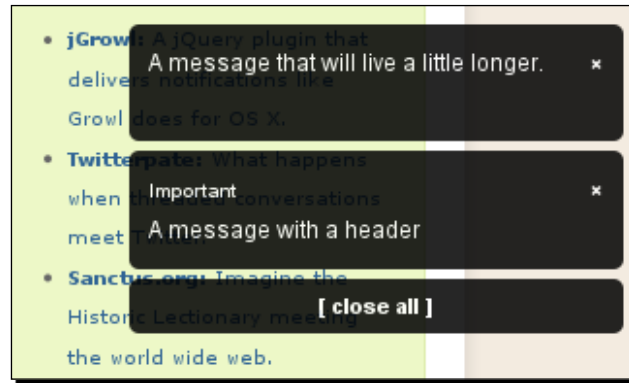 jGrowl: A jQuery plugin that
delivers notifications like
Growl does for OS X.
Twitterpate: What happens
when threaded conversations
meet Twitter.
Sanctus.org: Imagine the
Historic Lectionary meeting
the world wide web.
A message that will live a little longer. ×
Important ×
A message with a header
[ close all ]